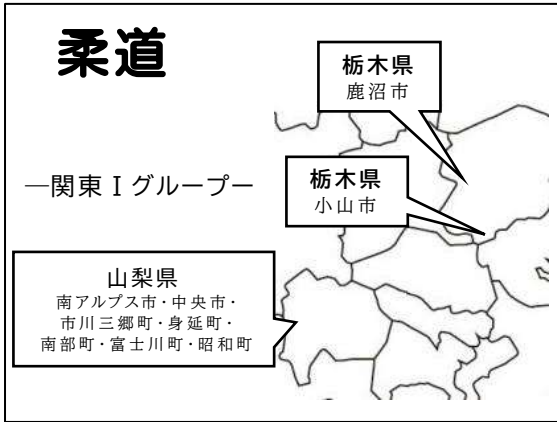 柔道
栃木県
鹿沼市
―関東Ⅰグループー
栃木県
小山市
山梨県
南アルプス市・中央市・
市川三郷町・身延町・
南部町・富士川町・昭和町